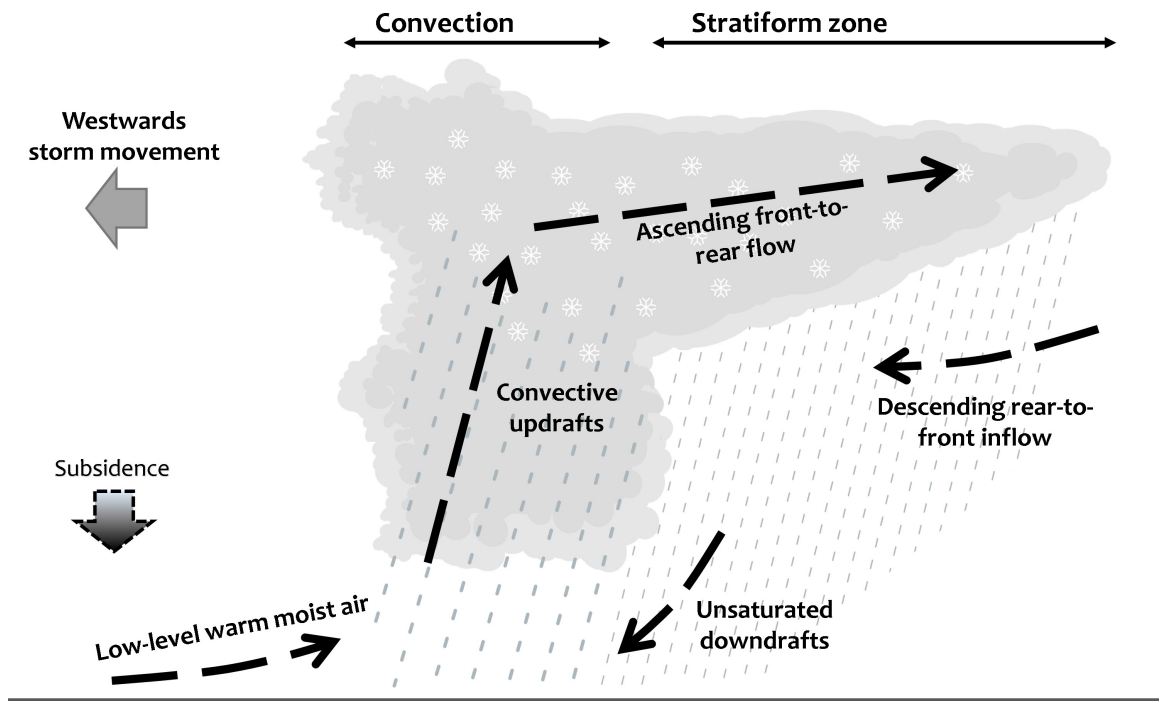 Convection
Stratiform zone
Westwards
storm movement
Ascending front-to-
rear flow
Convective
updrafts
Descending rear-to-
front inflow
Subsidence
Low-level warm moist air
Unsaturated
downdrafts